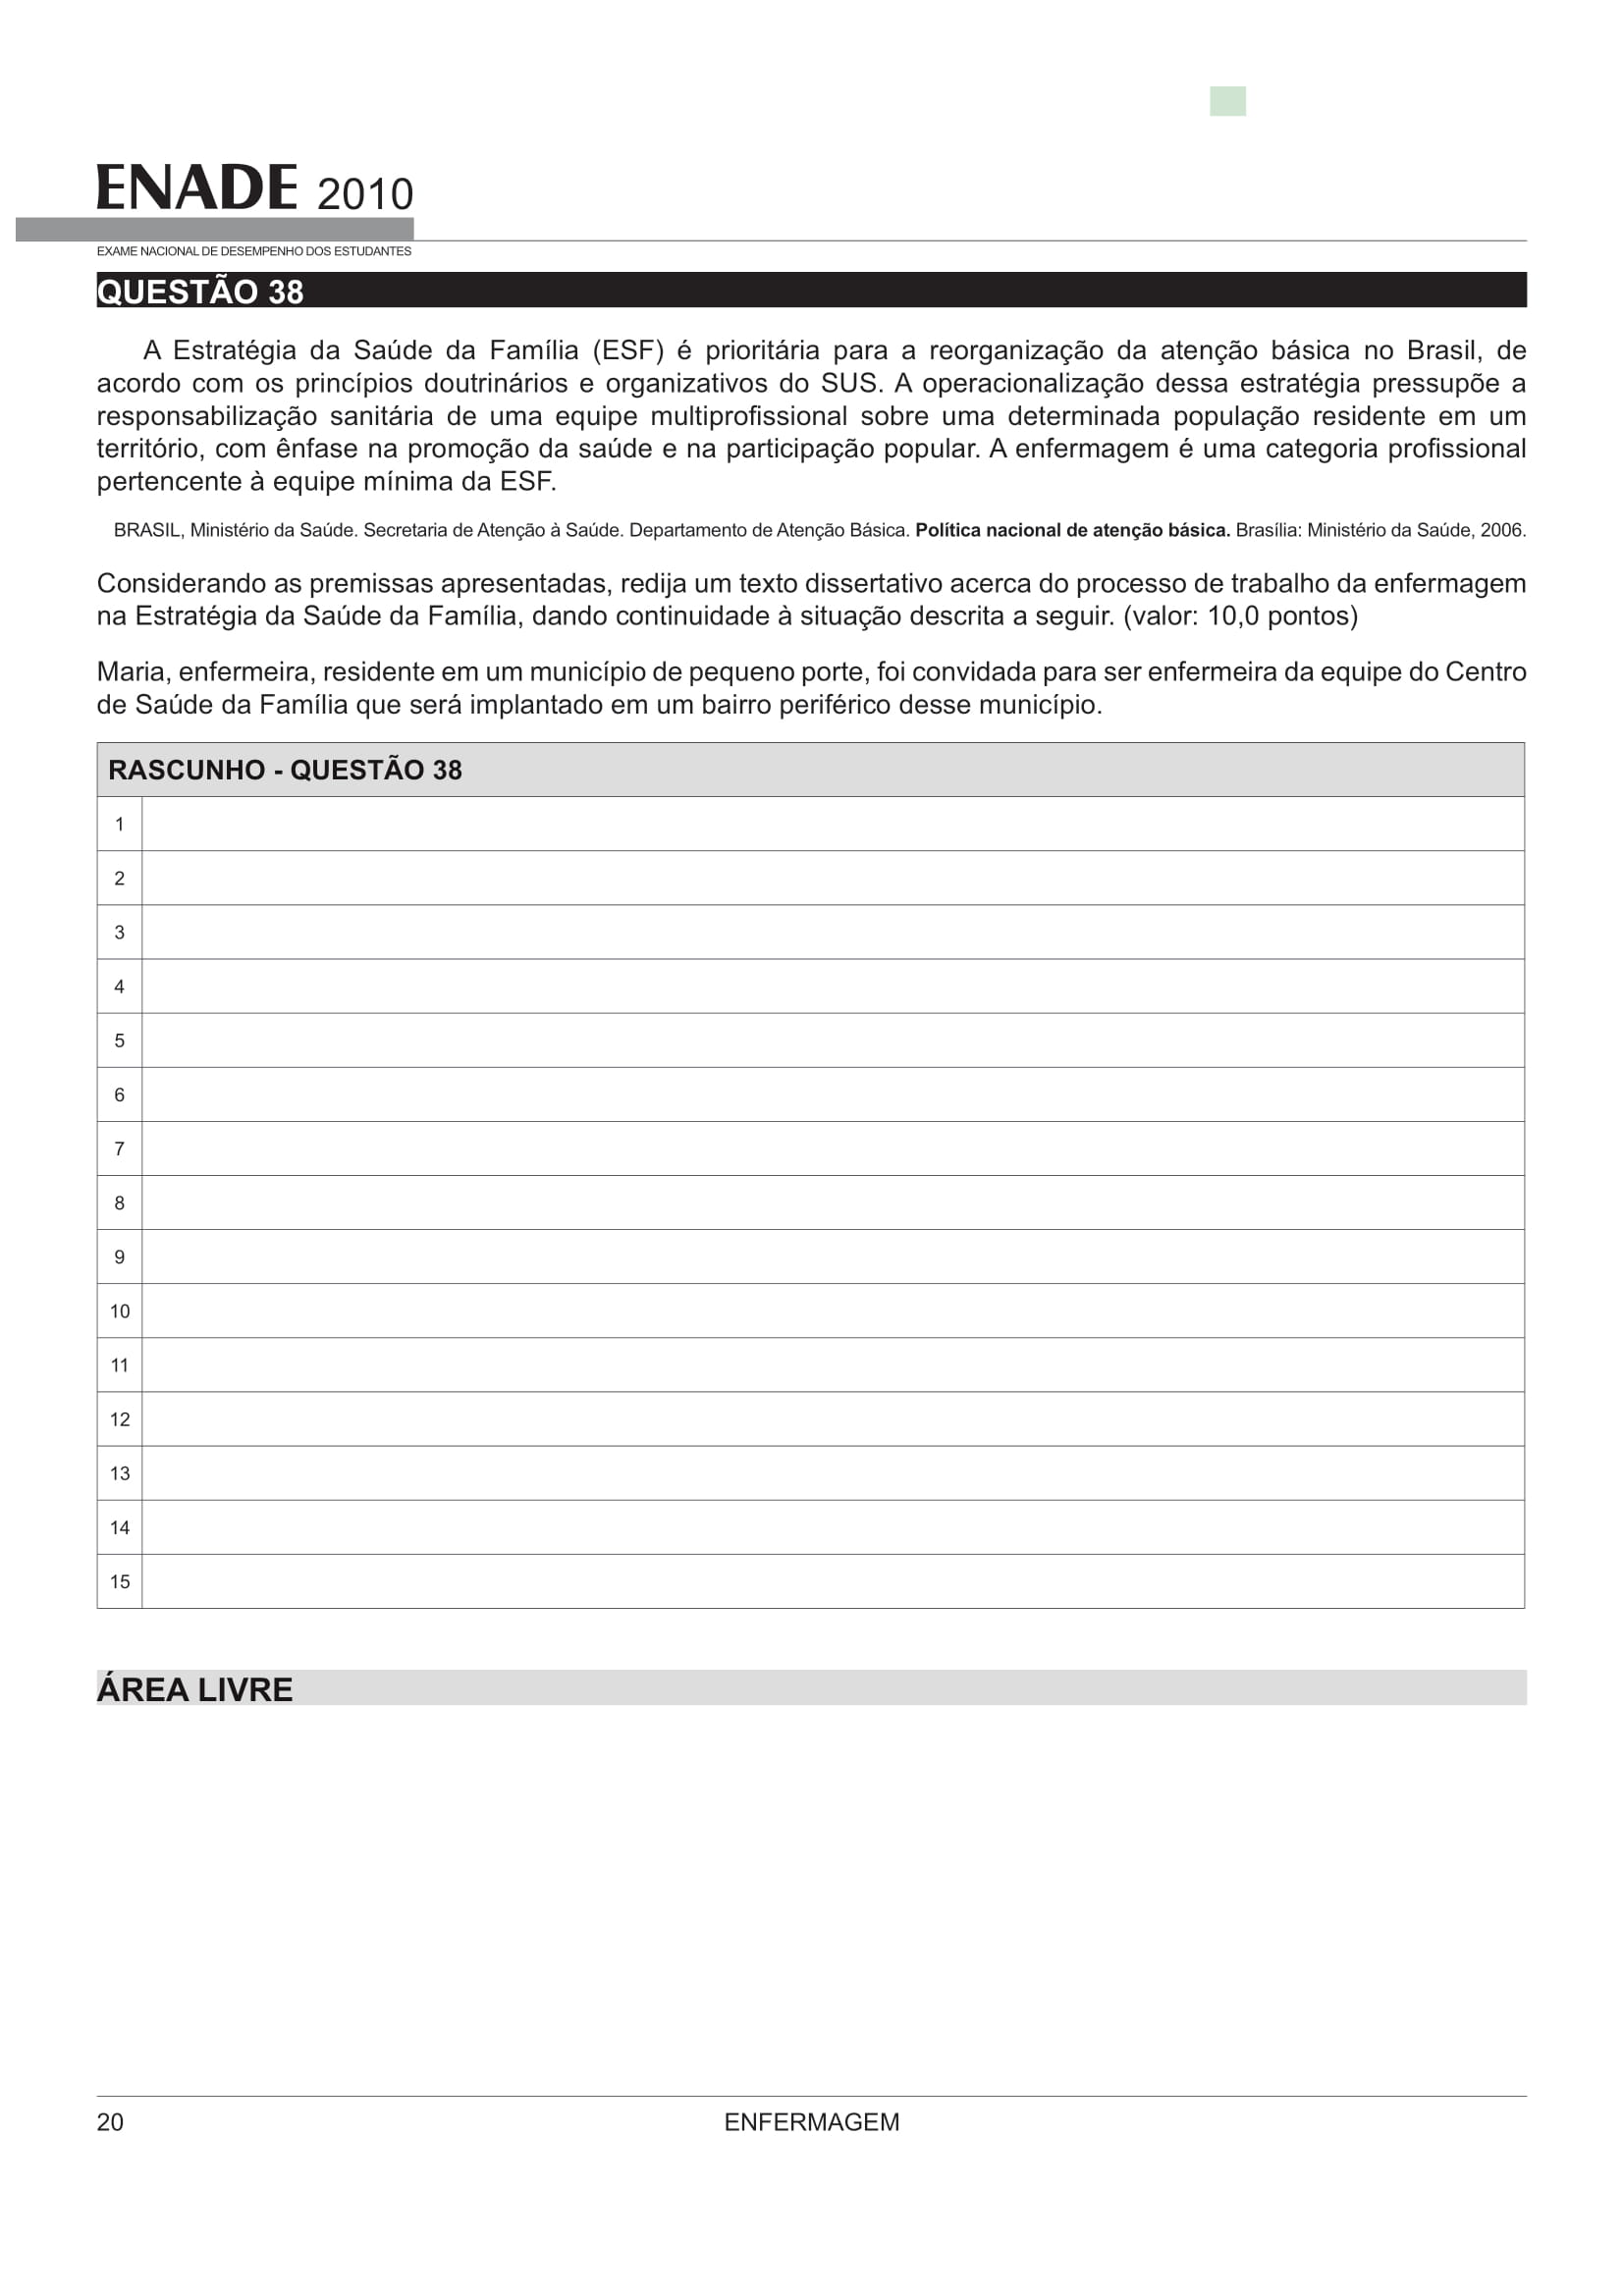 ENADE 2010
EXAME NACIONAL DE DESEMPENHO DOS ESTUDANTES
QUESTÃO 38
A Estratégia da Saúde da Família (ESF) é prioritária para a reorganização da atenção básica no Brasil, de
acordo com os princípios doutrinários e organizativos do SUS. A operacionalização dessa estratégia pressupõe a
responsabilização sanitária de uma equipe multiprofissional sobre uma determinada população residente em um
território, com ênfase na promoção da saúde e na participação popular. A enfermagem é uma categoria profissional
pertencente à equipe mínima da ESF.
BRASIL, Ministério da Saúde. Secretaria de Atenção à Saúde. Departamento de Atenção Básica. Política nacional de atenção básica. Brasília: Ministério da Saúde, 2006.
Considerando as premissas apresentadas, redija um texto dissertativo acerca do processo de trabalho da enfermagem
na Estratégia da Saúde da Família, dando continuidade à situação descrita a seguir. (valor: 10,0 pontos)
Maria, enfermeira, residente em um município de pequeno porte, foi convidada para ser enfermeira da equipe do Centro
de Saúde da Família que será implantado em um bairro periférico desse município.
RASCUNHO - QUESTÃO 38
1
2
3
4
5
6
7
8
9
10
11
12
13
14
15
ÁREA LIVRE
20 ENFERMAGEM